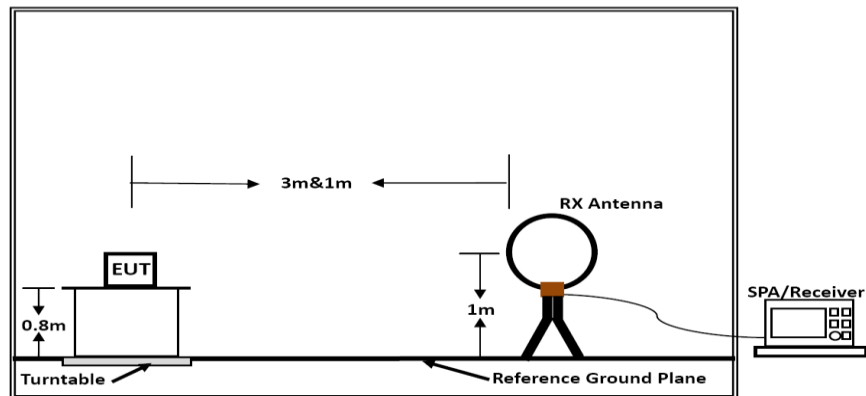 3m&1m
RX Antenna
EUT
SPA/Receiver
0.8m
1m
Turntable
Reference Ground Plane